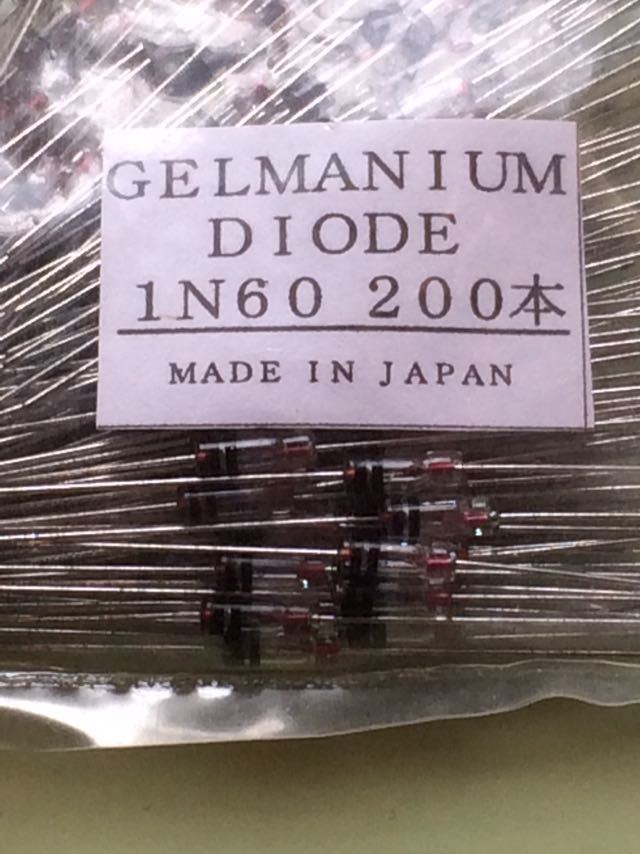 GELMANIUM
DIODE
1N60 200本
MADE IN JAPAN